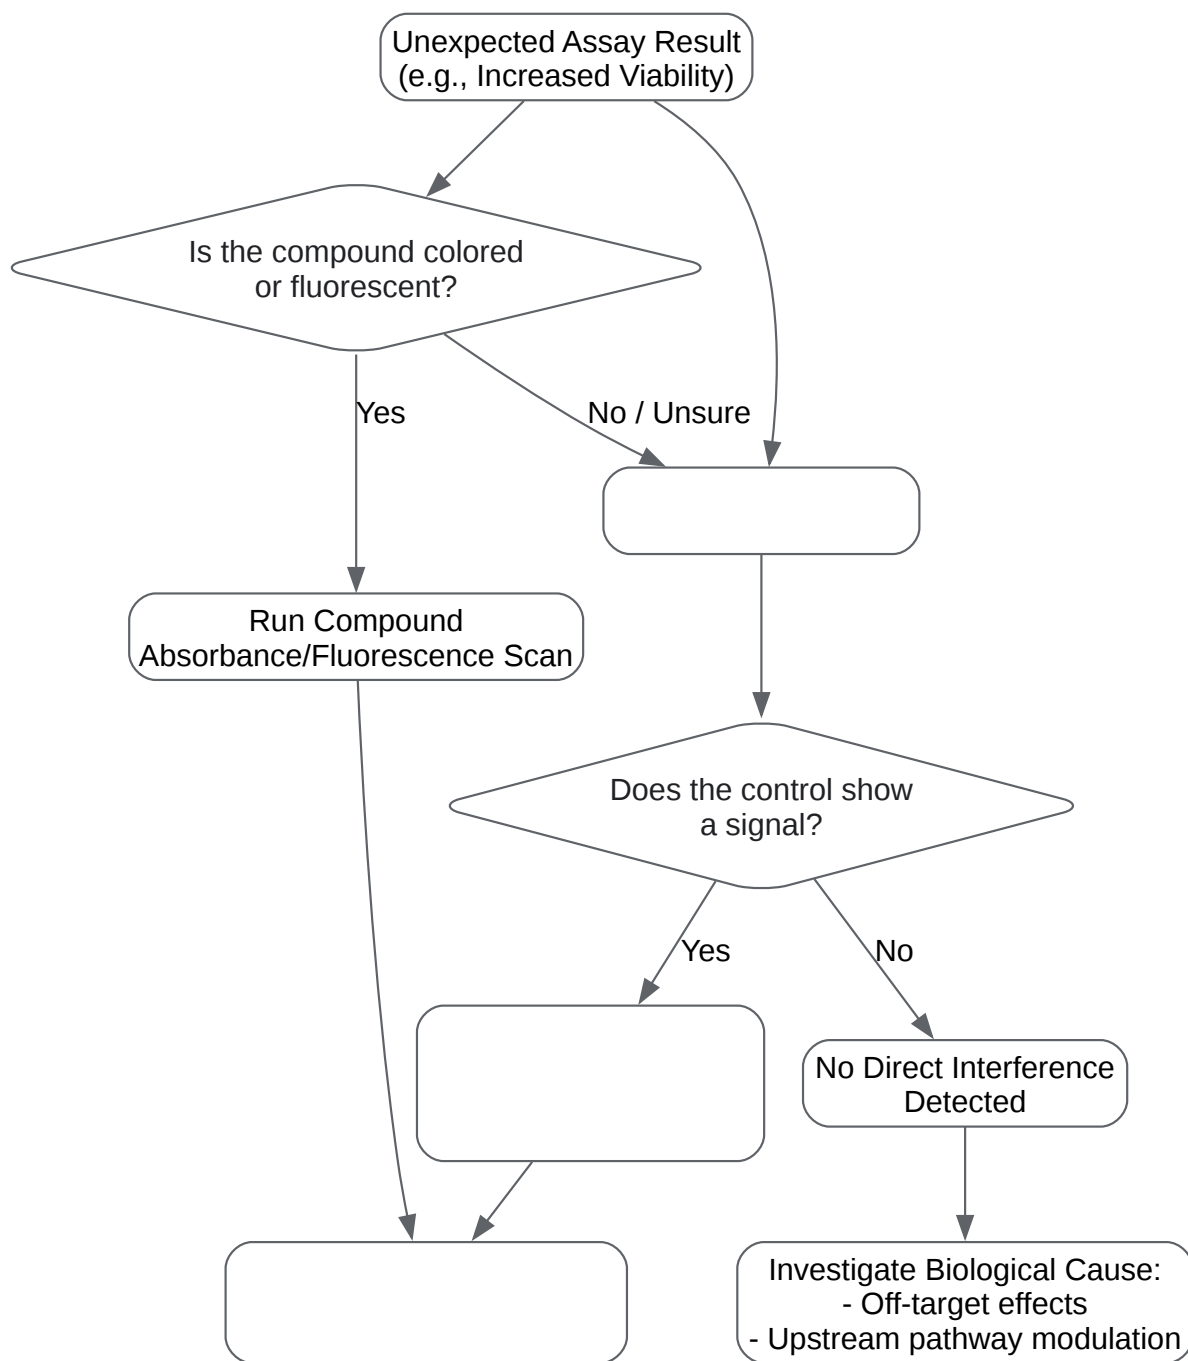 Unexpected Assay Result
(e.g., Increased Viability)
Is the compound colored
or fluorescent?
Yes
No / Unsure
Run Compound
Absorbance/Fluorescence Scan
Does the control show
a signal?
Yes
No
No Direct Interference
Detected
Investigate Biological Cause:
- Off-target effects
- Upstream pathway modulation